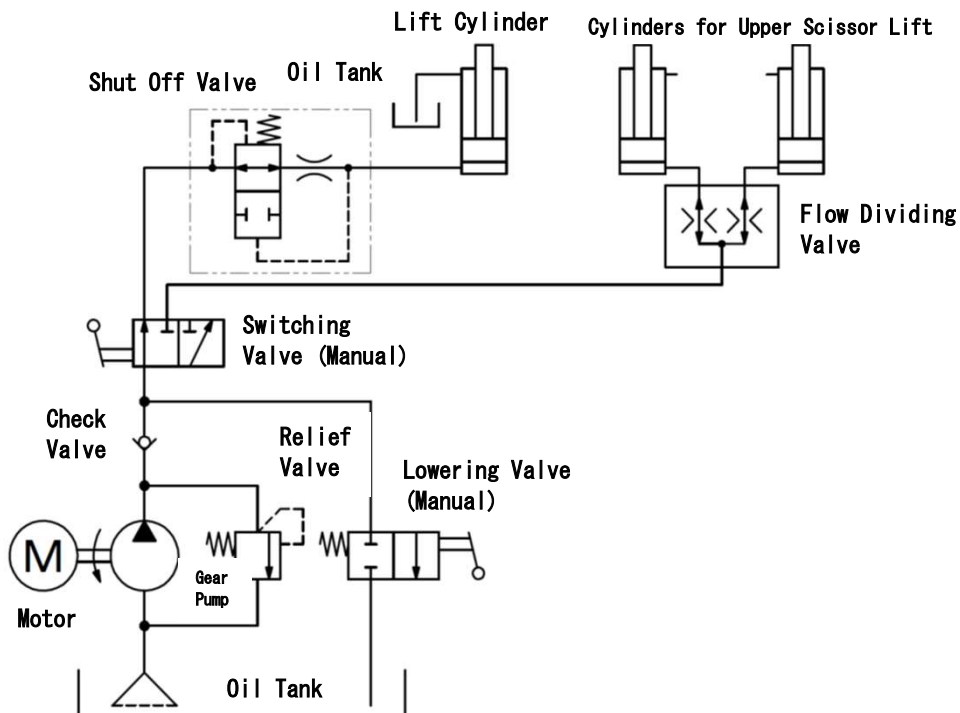 Lift Cylinder
Cylinders for Upper Scissor Lift
Shut Off Valve
Oil Tank
Flow Dividing
Valve
Switching
Valve (Manual)
Check
Valve
Relief
Valve
Lowering Valve
(Manual)
M
Gear
Pump
Motor
Oil Tank